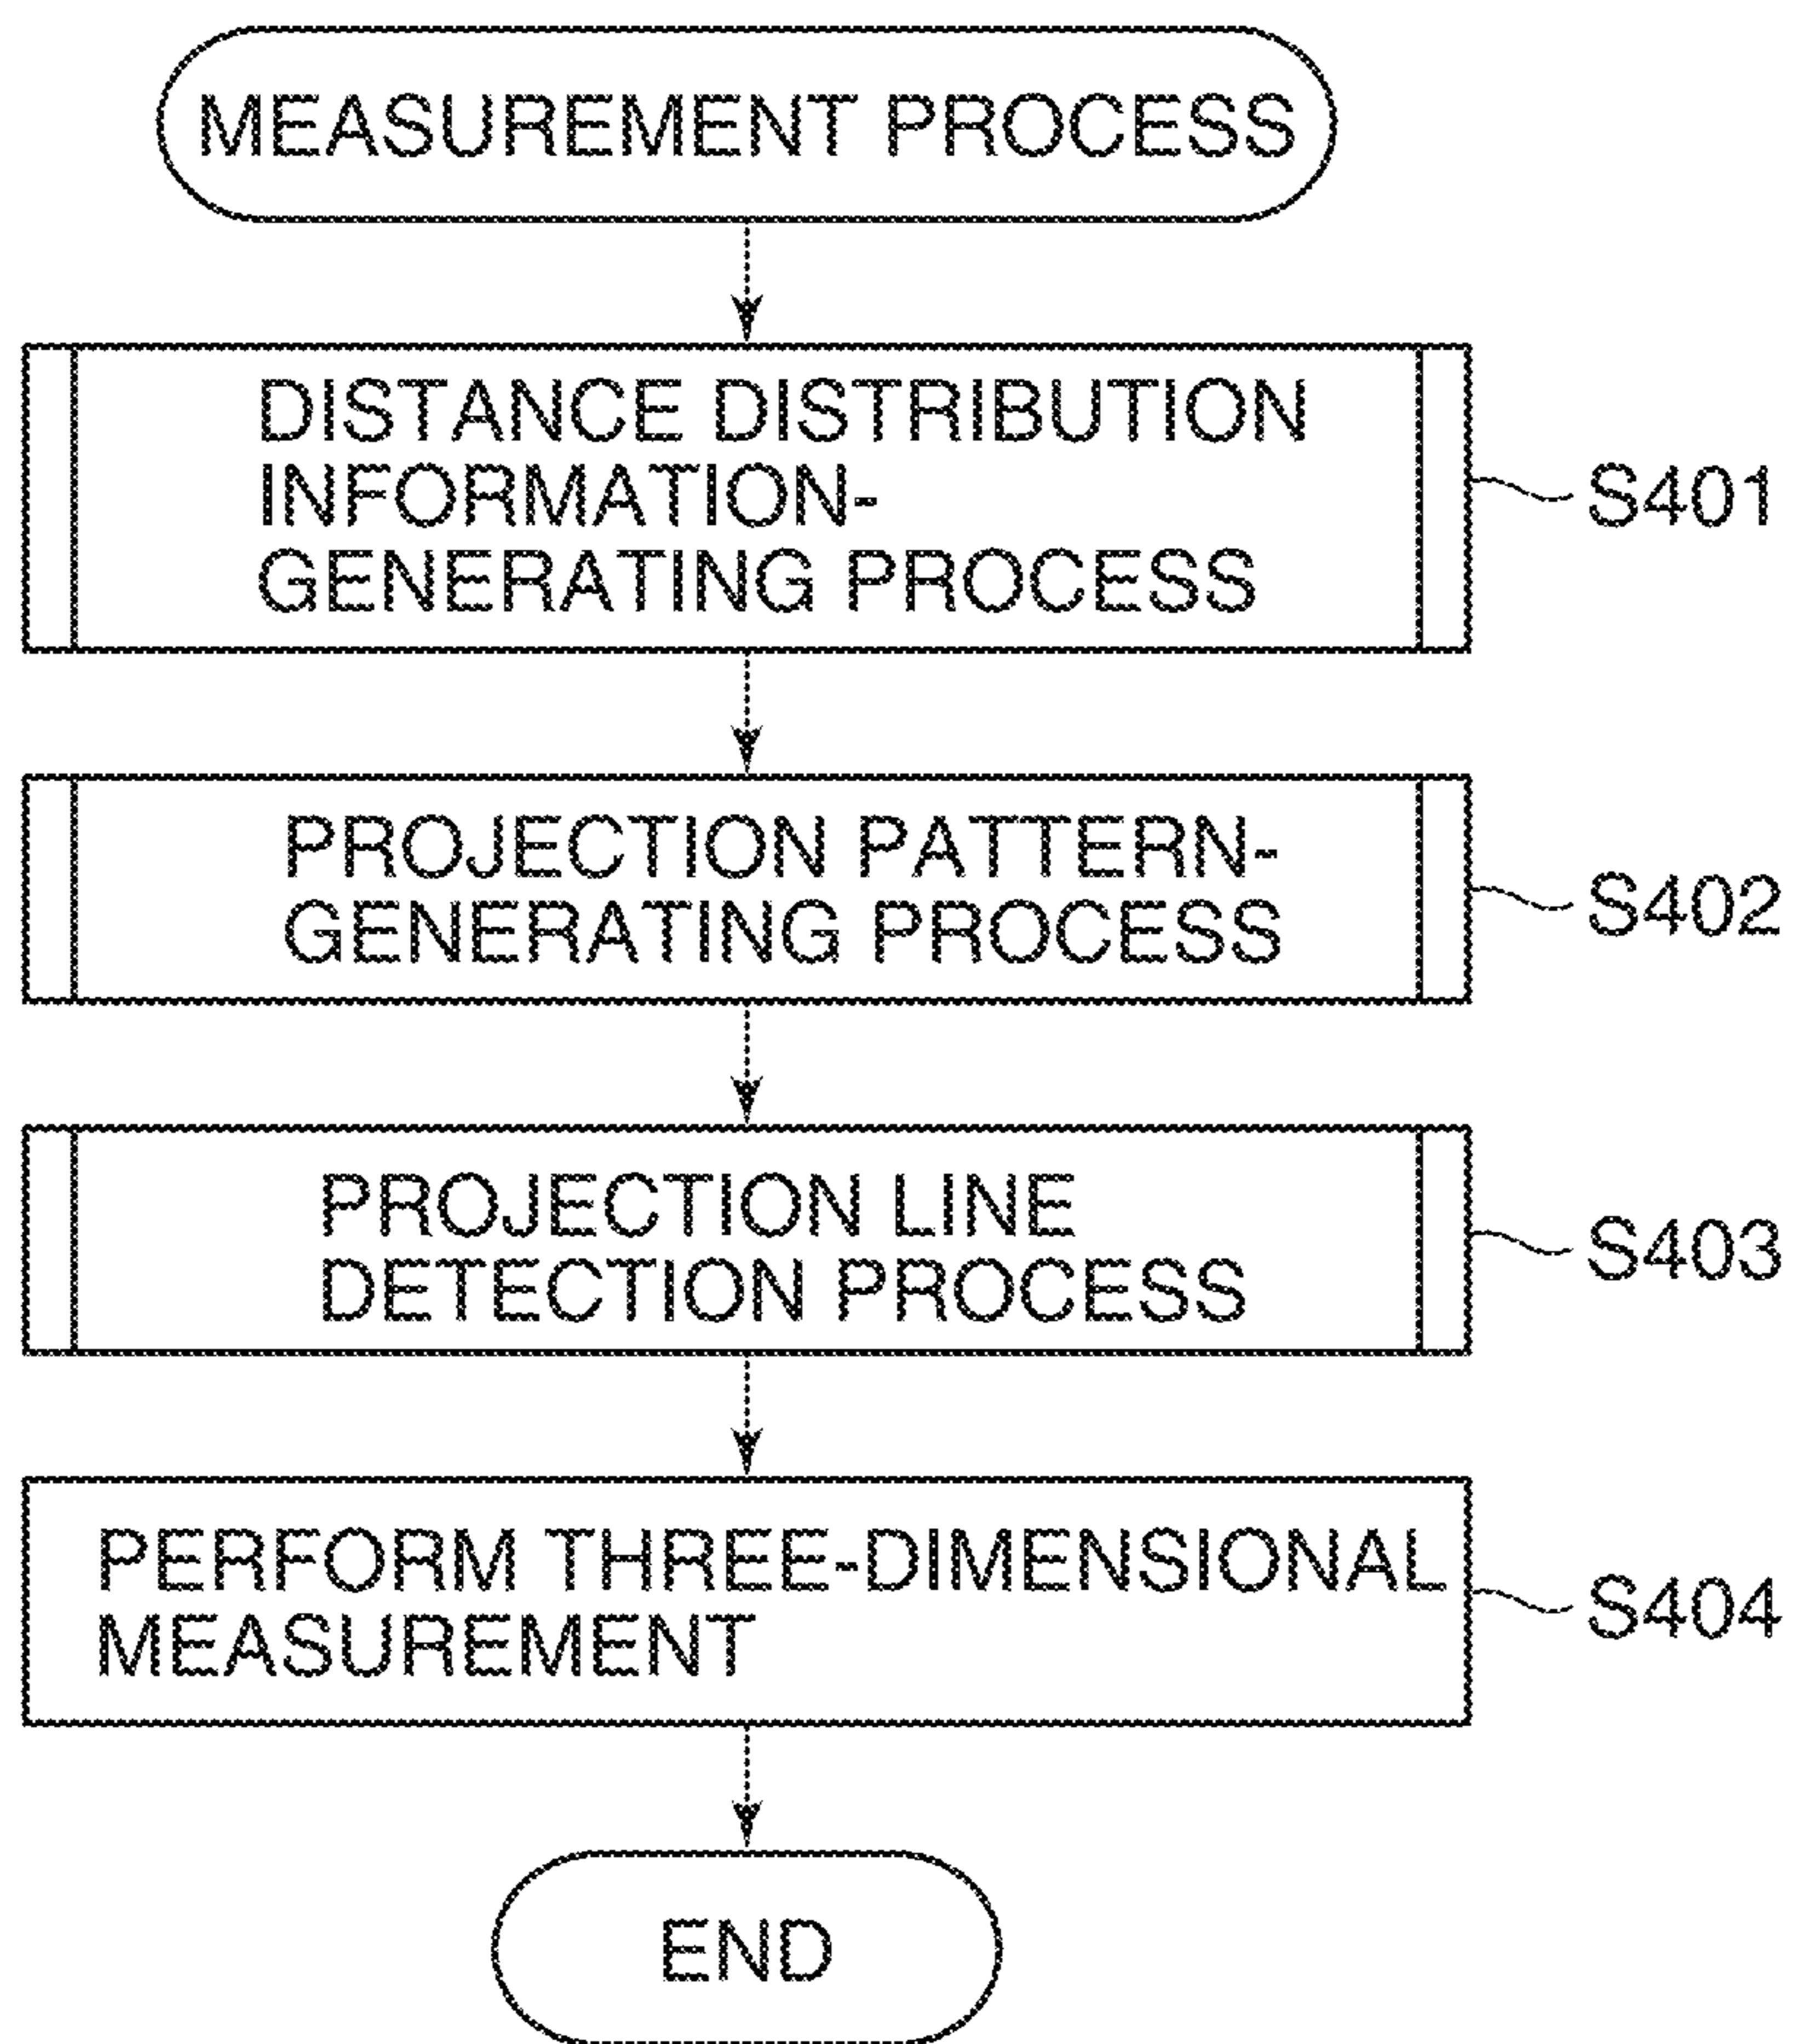 MEASUREMENT PROCESS
DISTANCE DISTRIBUTION
INFORMATION-
GENERATING PROCESS
S401
PROJECTION PATTERN-
GENERATING PROCESS
S402
PROJECTION LINE
DETECTION PROCESS
S403
PERFORM THREE-DIMENSIONAL
MEASUREMENT
S404
END